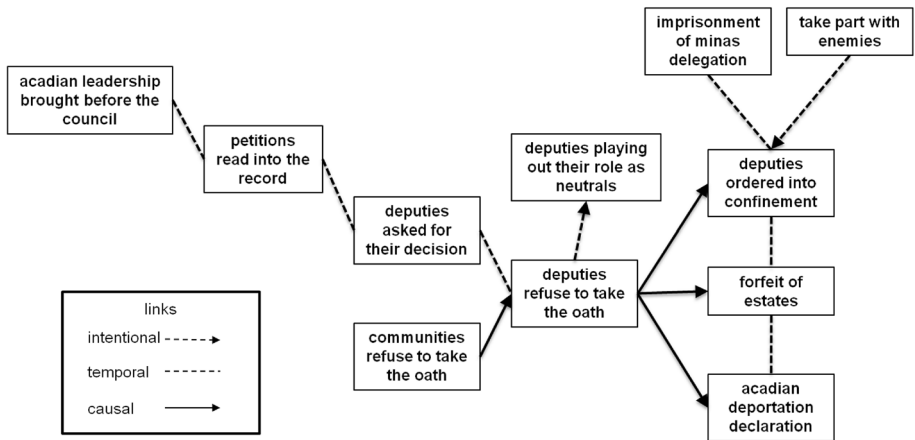 imprisonment
of minas
delegation
take part with
enemies
acadian leadership
brought before the
council
petitions
read into the
record
deputies playing
out their role as
neutrals
deputies
ordered into
confinement
deputies
asked for
their decision
deputies
refuse to take
the oath
forfeit of
estates
communities
refuse to take
the oath
acadian
deportation
declaration
links
intentional
temporal
causal